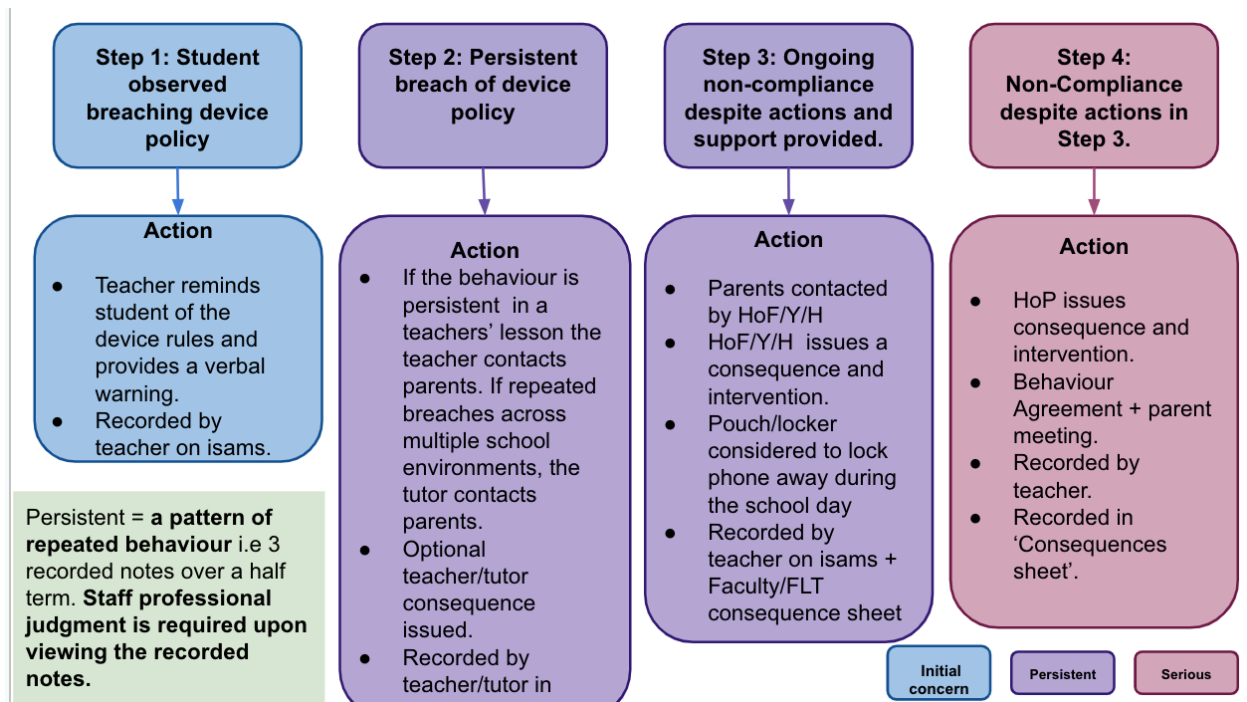 Step 1: Student
observed
breaching device
policy
Action
● Teacher reminds
student of the
device rules and
provides a verbal
warning.
● Recorded by
teacher on isams.
Persistent = a pattern of
repeated behaviour i.e 3
recorded notes over a half
term. Staff professional
judgment is required upon
viewing the recorded
notes.
Step 2: Persistent
breach of device
policy
Action
● If the behaviour is
persistent in a
teachers’ lesson the
teacher contacts
parents. If repeated
breaches across
multiple school
environments, the
tutor contacts
parents.
● Optional
teacher/tutor
consequence
issued.
● Recorded by
teacher/tutor in
Step 3: Ongoing
non-compliance
despite actions and
support provided.
Action
● Parents contacted
by HoF/Y/H
● HoF/Y/H issues a
consequence and
intervention.
● Pouch/locker
considered to lock
phone away during
the school day
● Recorded by
teacher on isams +
Faculty/FLT
consequence sheet
Step 4:
Non-Compliance
despite actions in
Step 3.
Action
● HoP issues
consequence and
intervention.
● Behaviour
Agreement + parent
meeting.
● Recorded by
teacher.
● Recorded in
‘Consequences
sheet’.
Initial
concern
Persistent
Serious